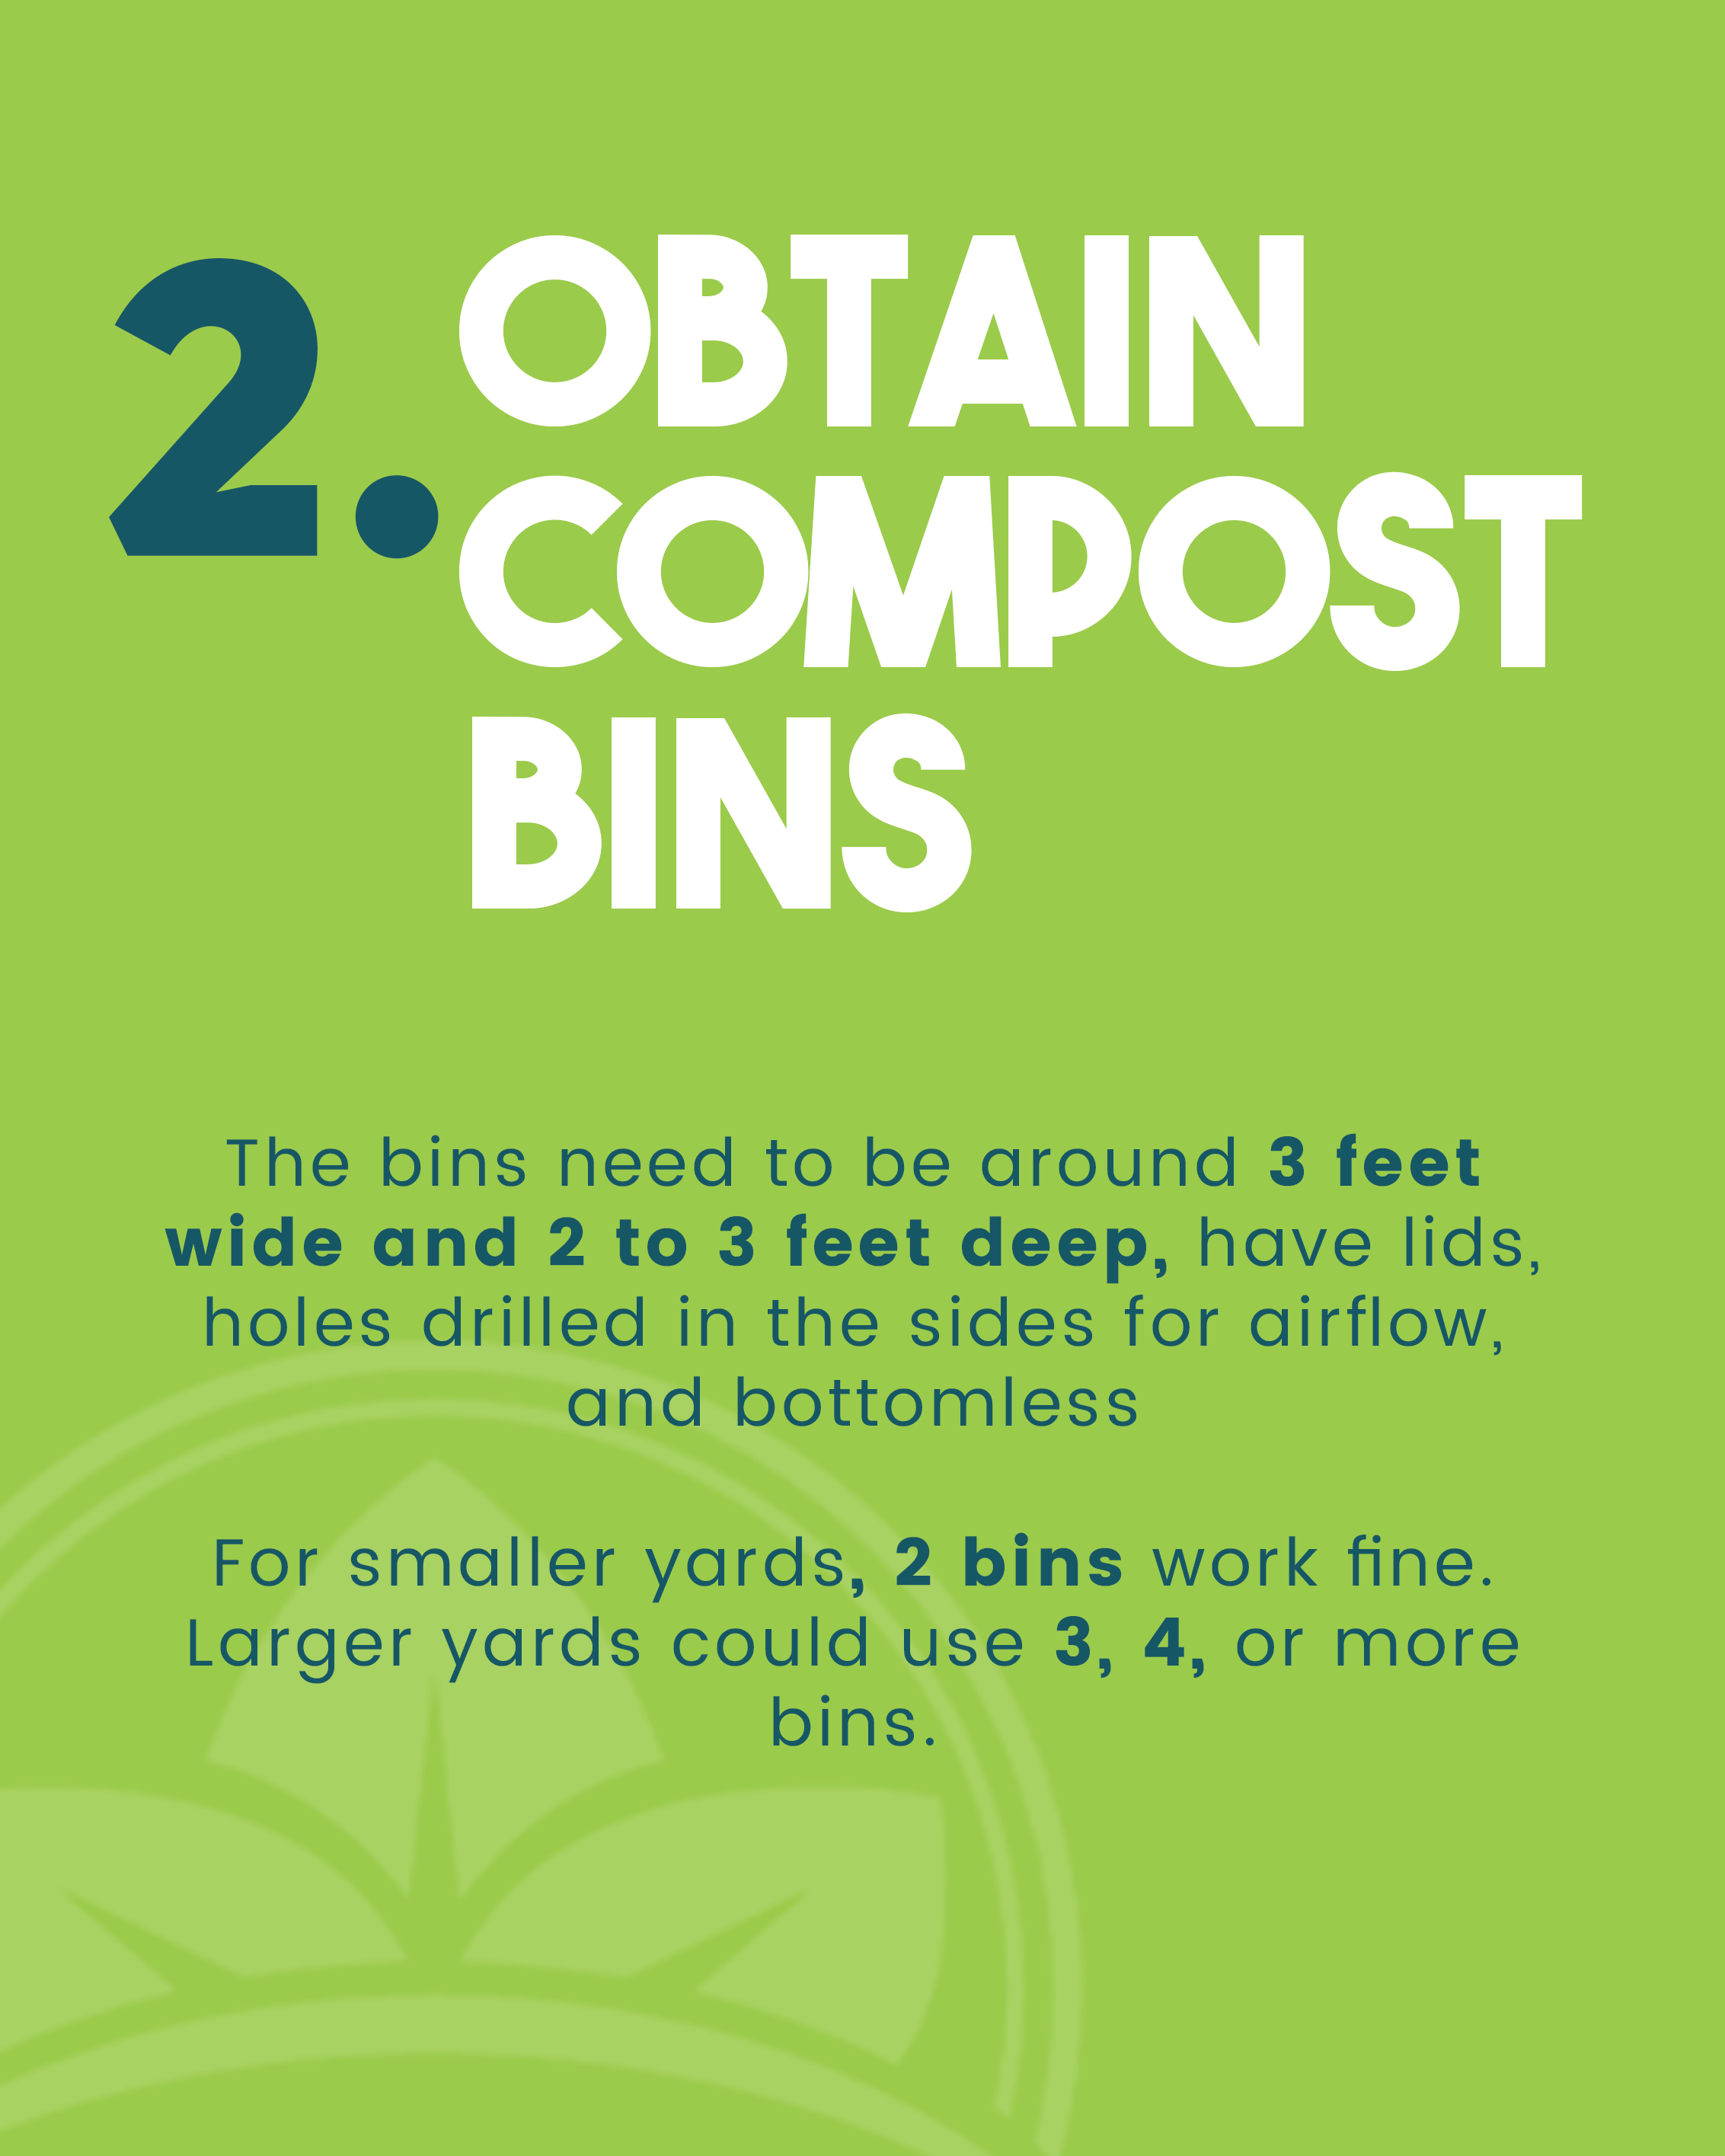 2. OBTAIN
COMPOST
BINS
The bins need to be around 3 feet
wide and 2 to 3 feet deep, have lids,
holes drilled in the sides for airflow,
and bottomless
For smaller yards, 2 bins work fine.
Larger yards could use 3, 4, or more
bins.